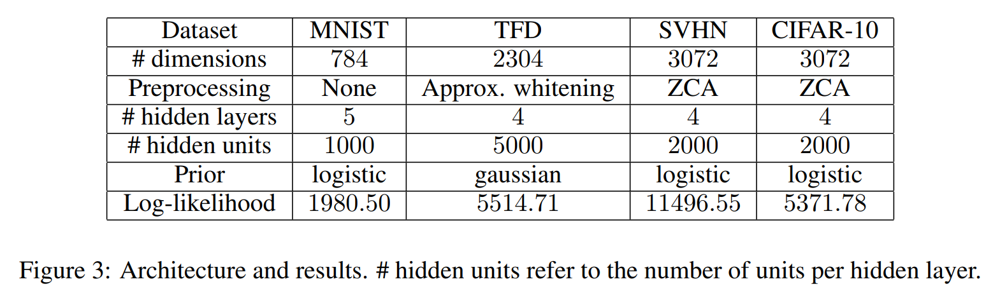 Dataset MNIST TFD SVHN CIFAR-10
# dimensions 784 2304 3072 3072
Preprocessing None Approx. whitening ZCA ZCA
# hidden layers 5 4 4 4
# hidden units 1000 5000 2000 2000
Prior logistic gaussian logistic logistic
Log-likelihood 1980.50 5514.71 11496.55 5371.78
Figure 3: Architecture and results. # hidden units refer to the number of units per hidden layer.